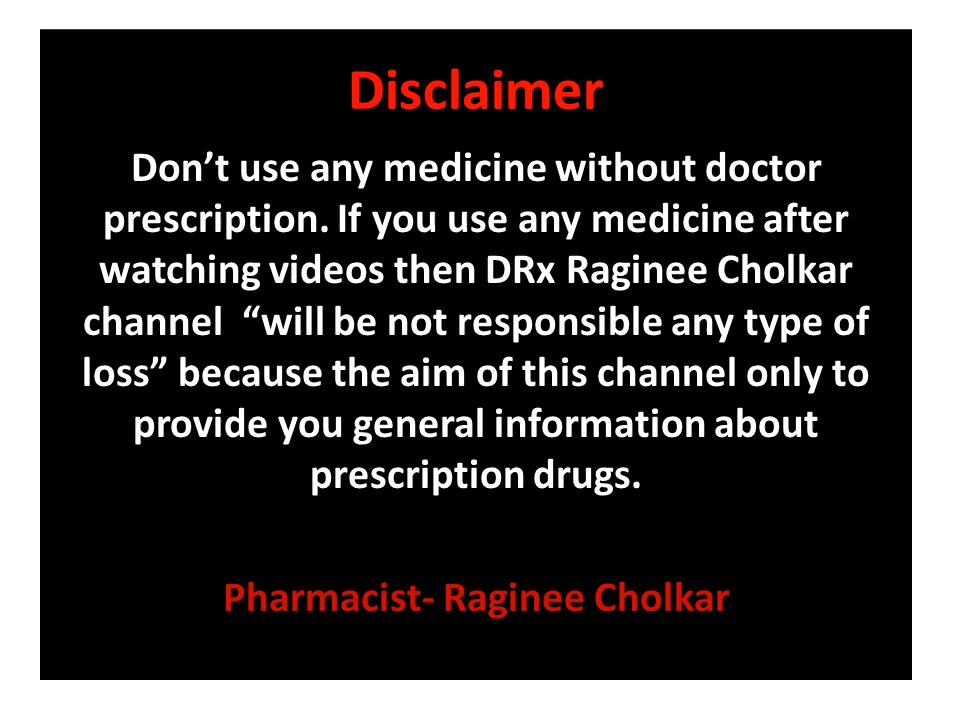 Disclaimer
Don’t use any medicine without doctor
prescription. If you use any medicine after
watching videos then DRx Raginee Cholkar
channel “will be not responsible any type of
loss” because the aim of this channel only to
provide you general information about
prescription drugs.
Pharmacist- Raginee Cholkar